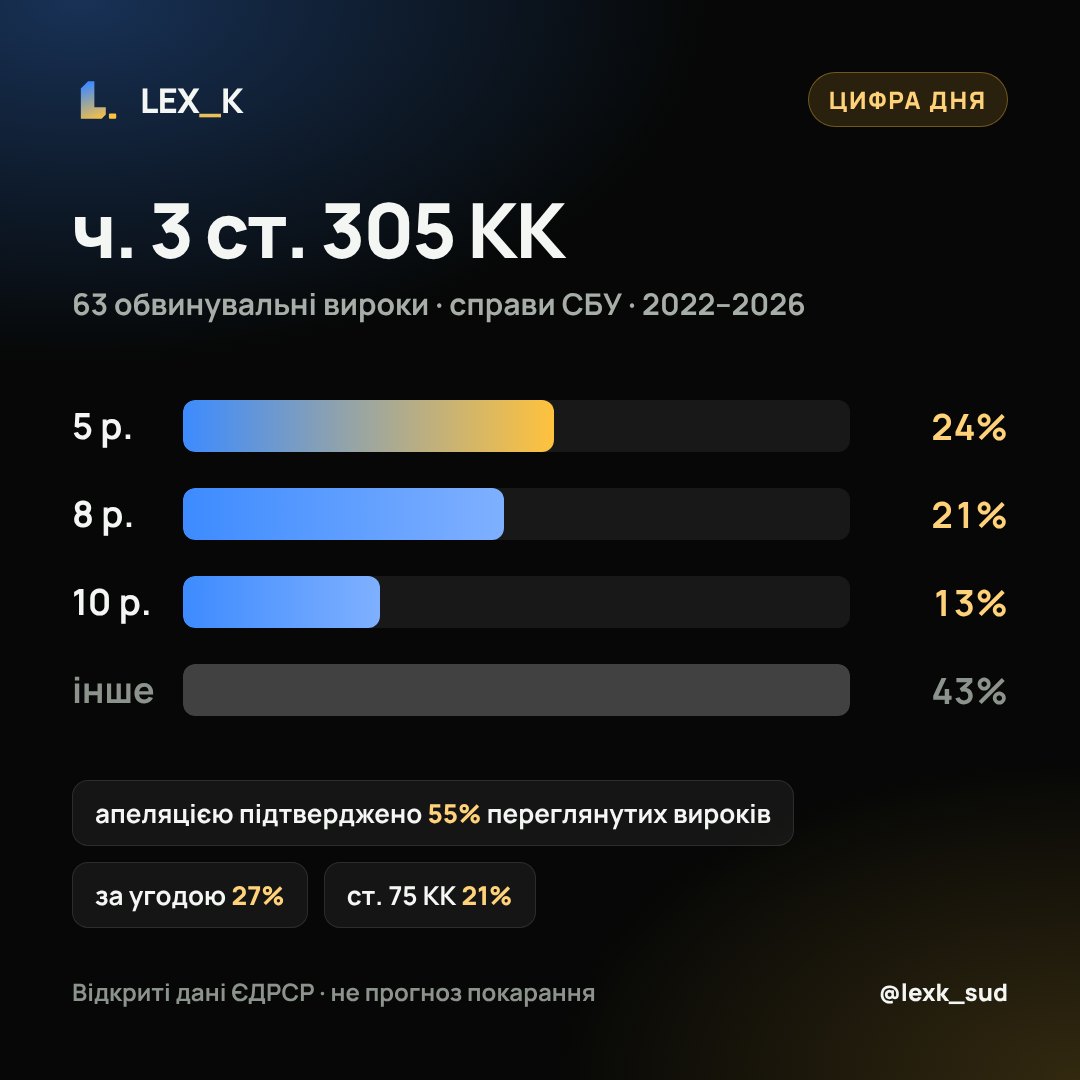 LEX_K
ЦИФРА ДНЯ
ч. 3 ст. 305 КК
63 обвинувальні вироки · справи СБУ · 2022–2026
5 р. 24%
8 р. 21%
10 р. 13%
інше 43%
апеляцією підтверджено 55% переглянутих вироків
за угодою 27%
ст. 75 КК 21%
Відкриті дані ЄДРСР · не прогноз покарання
@lexk_sud